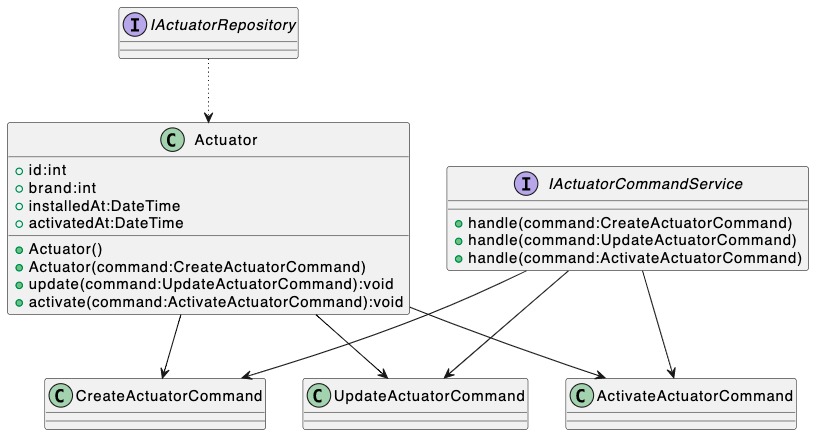 I IActuatorRepository
C Actuator
id:int
brand:int
installedAt:DateTime
activatedAt:DateTime
Actuator()
Actuator(command:CreateActuatorCommand)
update(command:UpdateActuatorCommand):void
activate(command:ActivateActuatorCommand):void
I IActuatorCommandService
handle(command:CreateActuatorCommand)
handle(command:UpdateActuatorCommand)
handle(command:ActivateActuatorCommand)
C CreateActuatorCommand
C UpdateActuatorCommand
C ActivateActuatorCommand